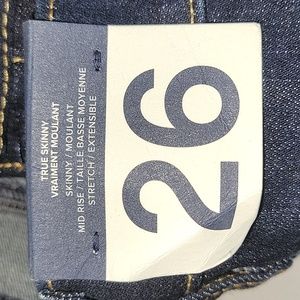 TRUE SKINNY
VRAIMENT MOULANT
SKINNY / MOULANT
MID RISE / TAILLE BASSE MOYENNE
STRETCH / EXTENSIBLE
26